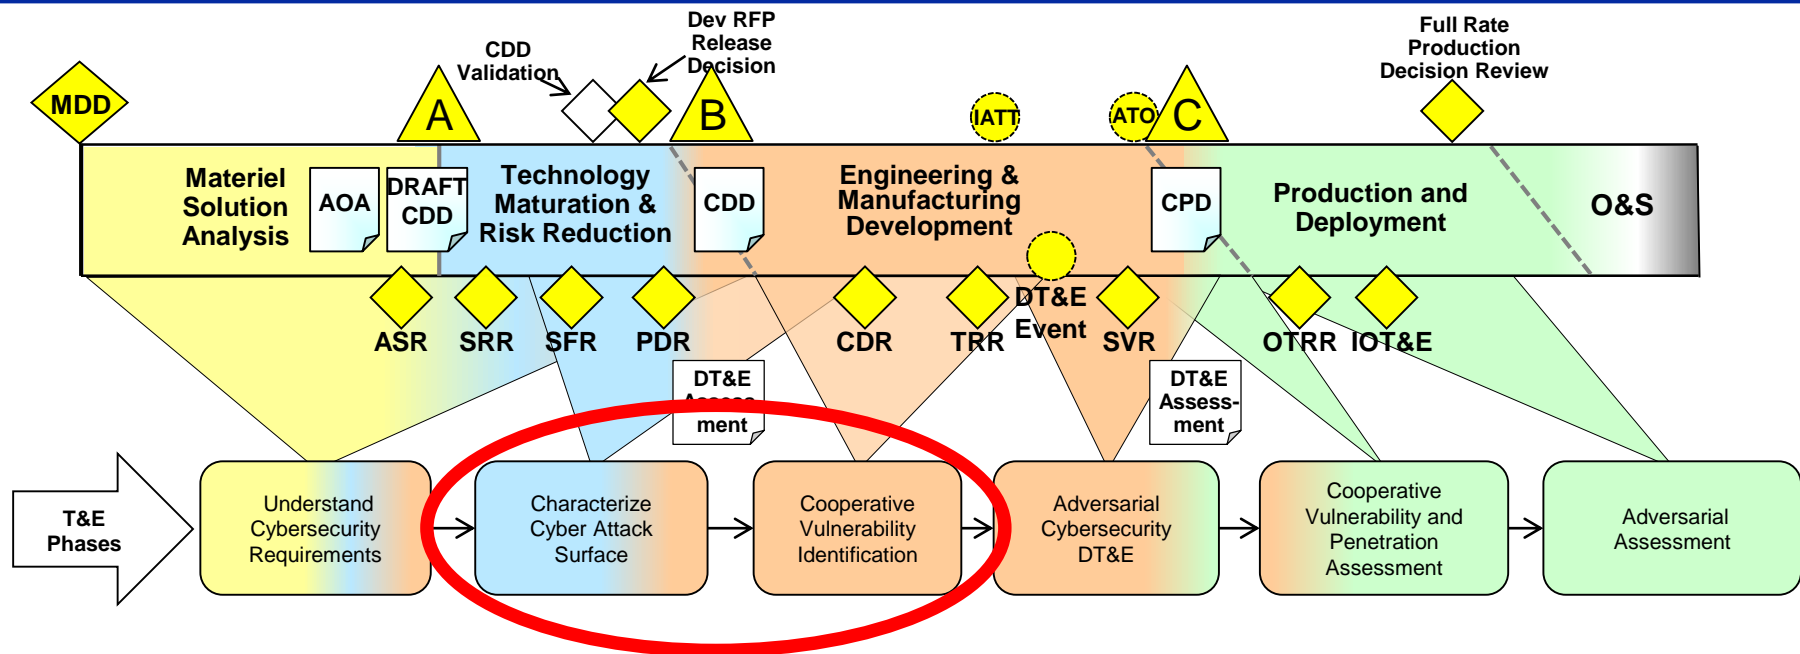 Dev RFP
Release
Decision
CDD
Validation
Full Rate
Production
Decision Review
MDD
A
B
IATT
ATO
C
Materiel
Solution
Analysis
AOA
DRAFT
CDD
Technology
Maturation &
Risk Reduction
CDD
Engineering &
Manufacturing
Development
CPD
Production and
Deployment
O&S
ASR
SRR
SFR
PDR
CDR
TRR
DT&E
Event
SVR
OTRR
IOT&E
DT&E
Assess-
ment
DT&E
Assess-
ment
T&E
Phases
Understand
Cybersecurity
Requirements
Characterize
Cyber Attack
Surface
Cooperative
Vulnerability
Identification
Adversarial
Cybersecurity
DT&E
Cooperative
Vulnerability and
Penetration
Assessment
Adversarial
Assessment